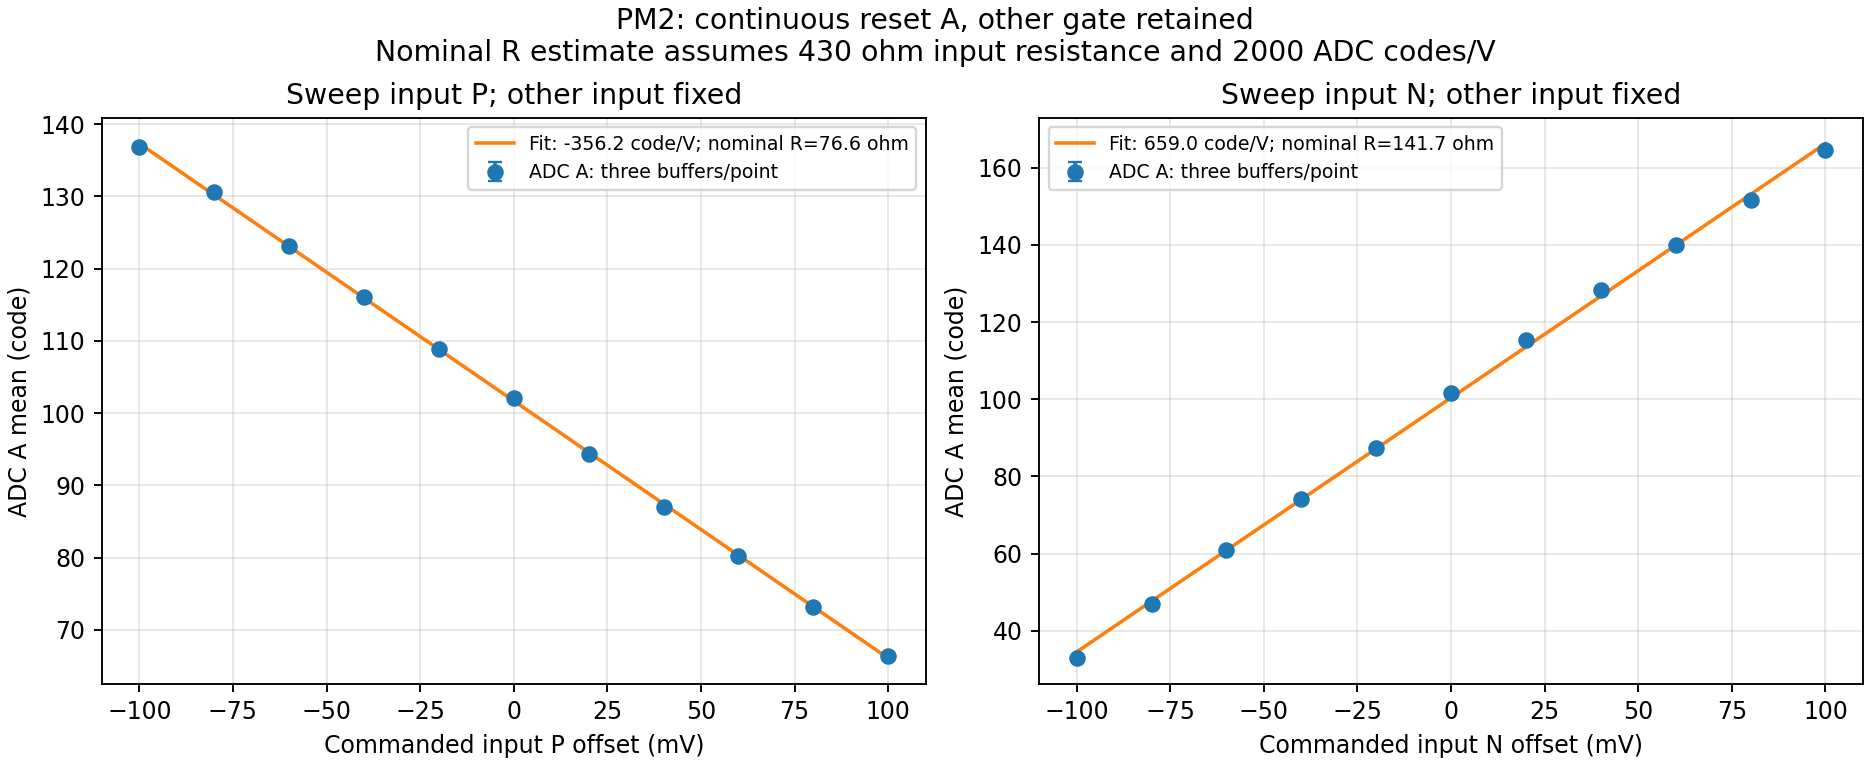 PM2: continuous reset A, other gate retained
Nominal R estimate assumes 430 ohm input resistance and 2000 ADC codes/V
Sweep input P; other input fixed
Fit: -356.2 code/V; nominal R=76.6 ohm
ADC A: three buffers/point
140
130
120
110
100
90
80
70
ADC A mean (code)
−100
−75
−50
−25
0
25
50
75
100
Commanded input P offset (mV)
Sweep input N; other input fixed
Fit: 659.0 code/V; nominal R=141.7 ohm
ADC A: three buffers/point
160
140
120
100
80
60
40
ADC A mean (code)
−100
−75
−50
−25
0
25
50
75
100
Commanded input N offset (mV)